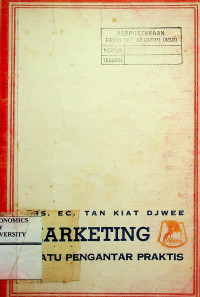 PERPUSTAKAAN
NOMOR
TANGGAL
RS. EC. TAN KIAT DJWEE
ONOMICS
Y
VERSITY
ARKETING
ATU PENGANTAR PRAKTIS